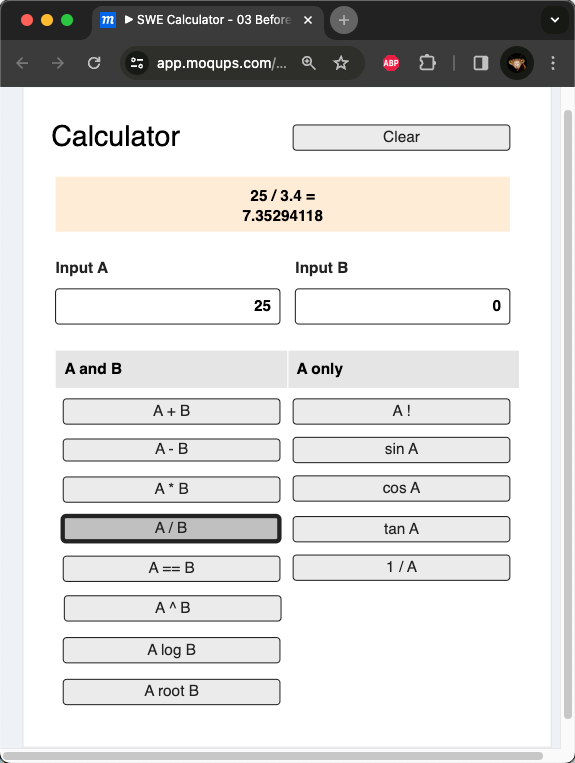 m ▶ SWE Calculator - 03 Before
app.moqups.com/...
ABP
Calculator
Clear
25 / 3.4 =
7.35294118
Input A
Input B
25
0
A and B
A only
A + B
A !
A - B
sin A
A * B
cos A
A / B
tan A
A == B
1 / A
A ^ B
A log B
A root B